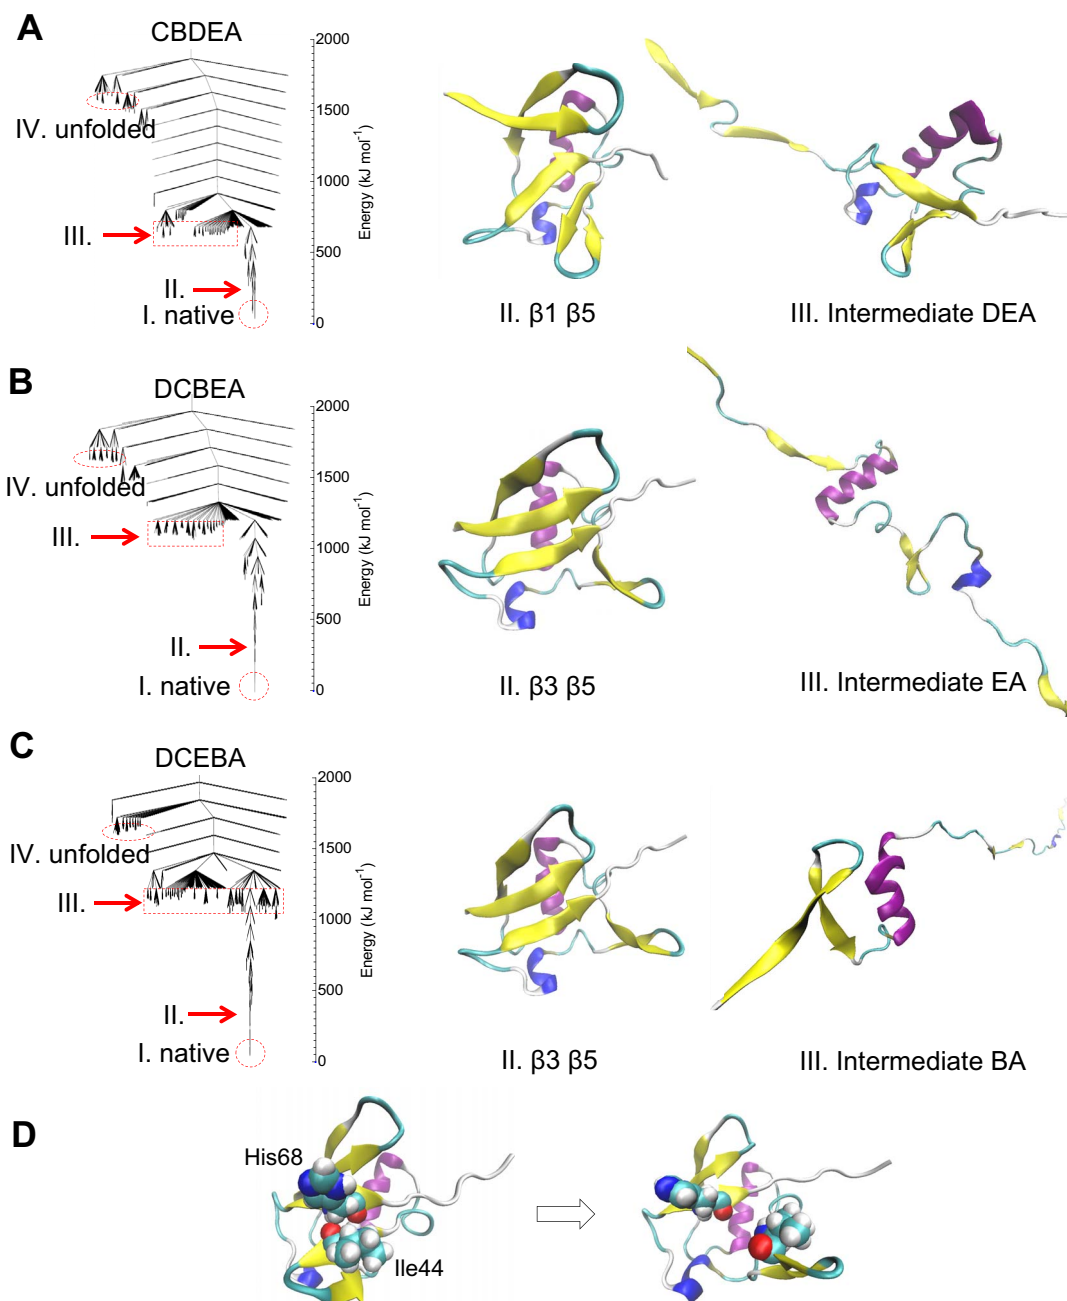 A
CBDEA
2000
1500
1000
500
0
Energy (kJ mol⁻¹)
IV. unfolded
III.
II.
I. native
II. β1 β5
III. Intermediate DEA
B
DCBEA
2000
1500
1000
500
0
Energy (kJ mol⁻¹)
IV. unfolded
III.
II.
I. native
II. β3 β5
III. Intermediate EA
C
DCEBA
2000
1500
1000
500
0
Energy (kJ mol⁻¹)
IV. unfolded
III.
II.
I. native
II. β3 β5
III. Intermediate BA
D
His68
Ile44